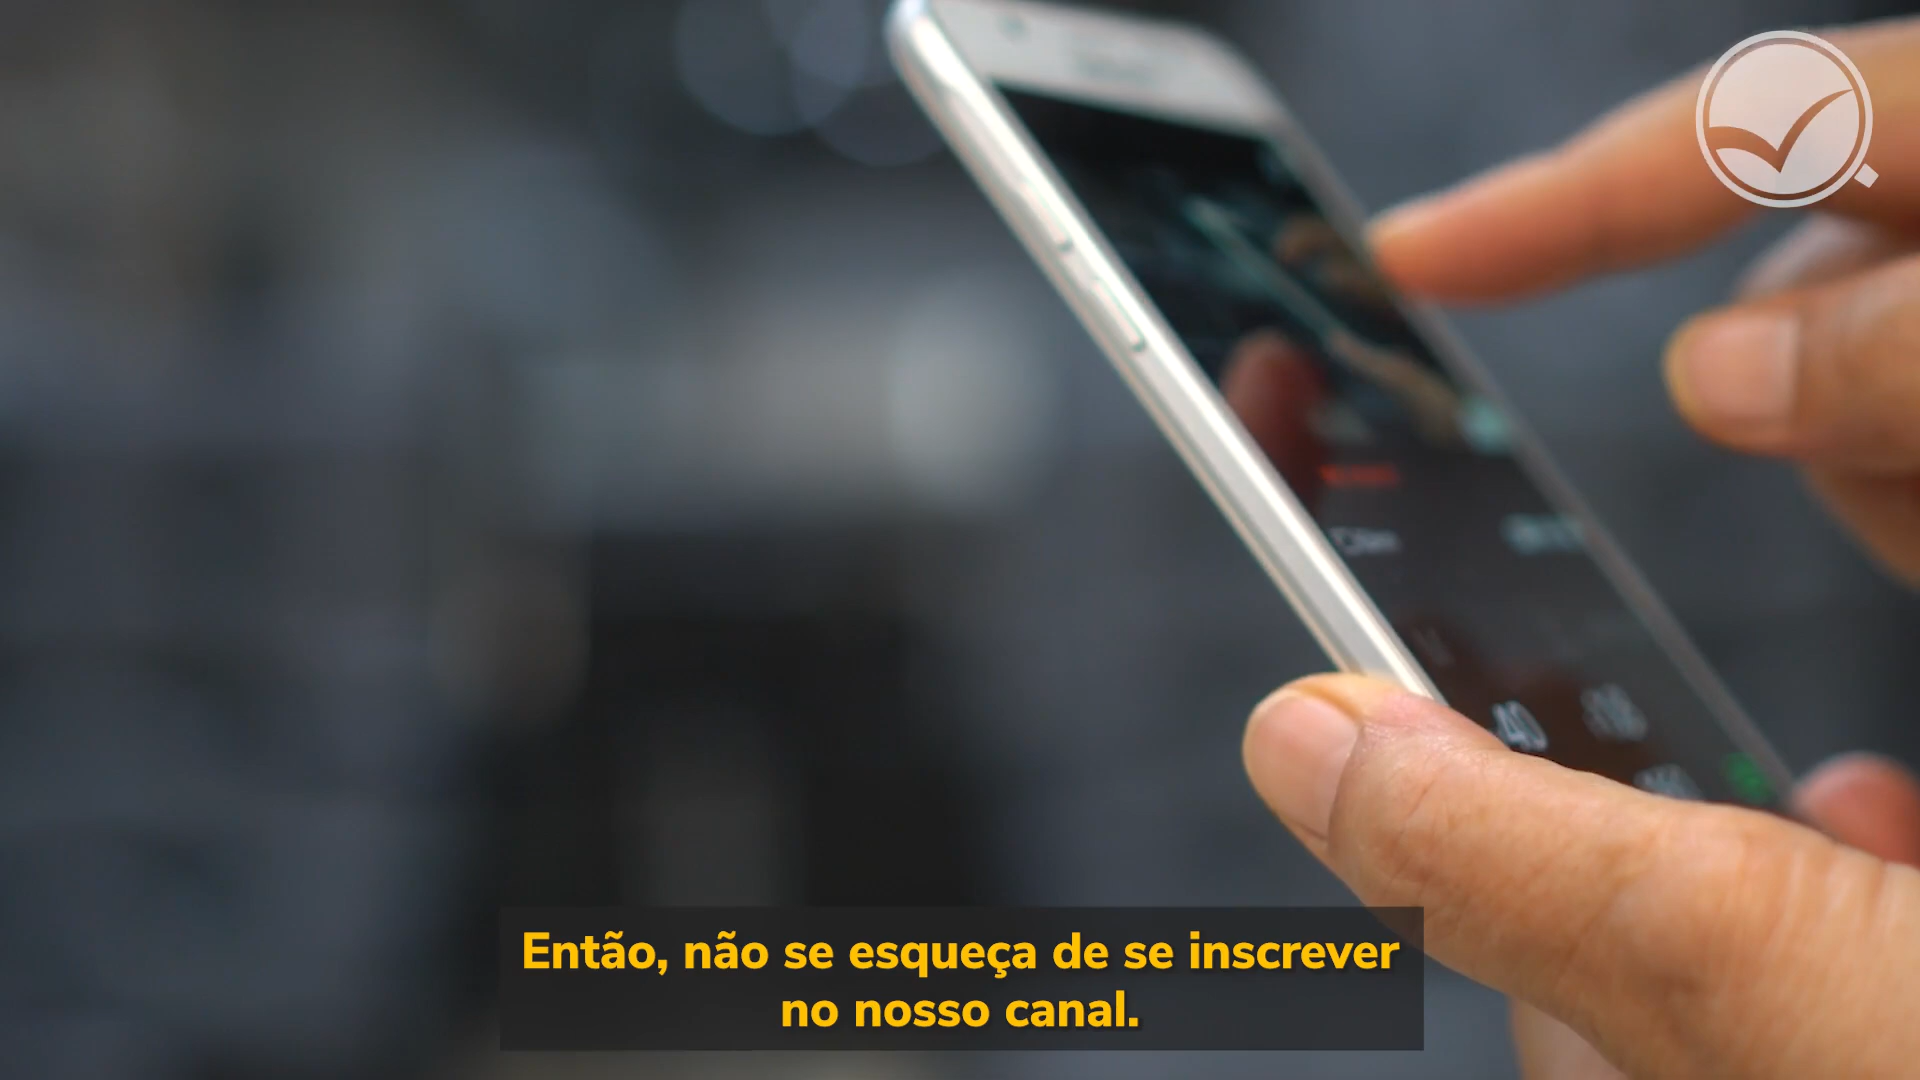 Então, não se esqueça de se inscrever
no nosso canal.